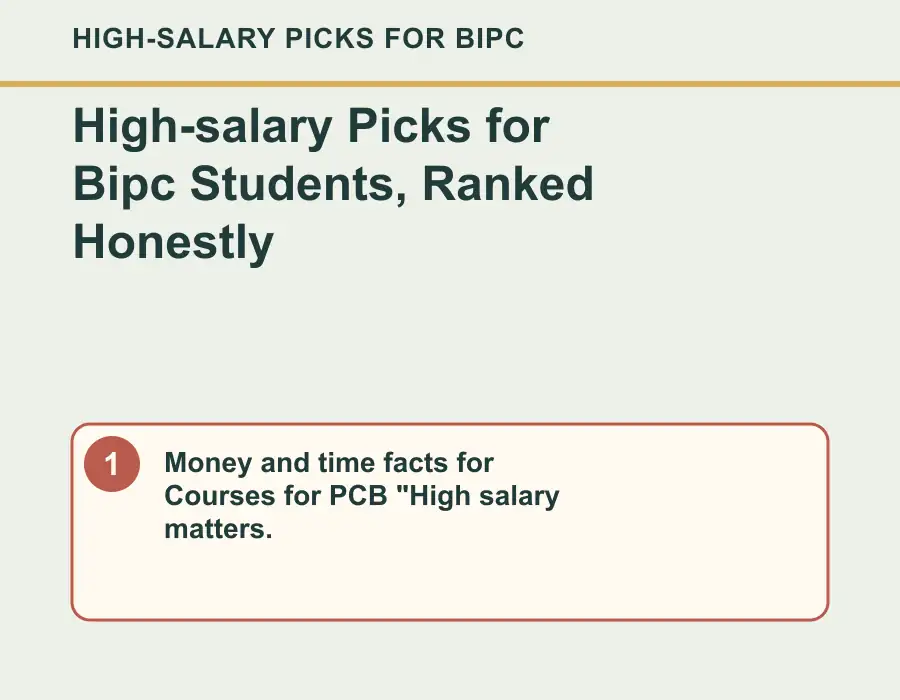 HIGH-SALARY PICKS FOR BIPC
High-salary Picks for
Bipc Students, Ranked
Honestly
1
Money and time facts for
Courses for PCB "High salary
matters.